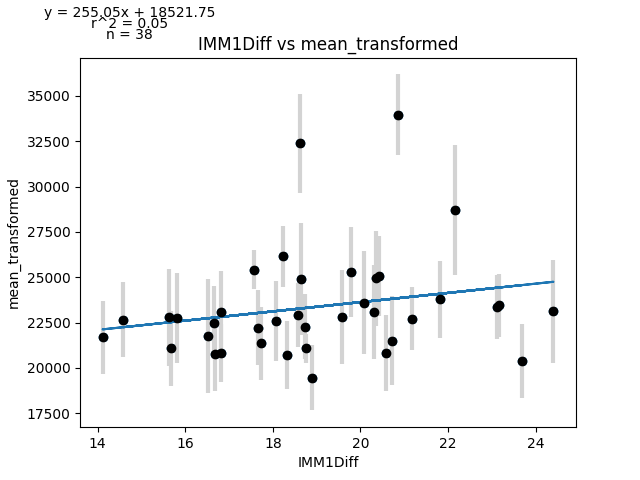 y = 255.05x + 18521.75
r^2 = 0.05
n = 38
IMM1Diff vs mean_transformed
mean_transformed
35000
32500
30000
27500
25000
22500
20000
17500
14
16
18
20
22
24
IMM1Diff